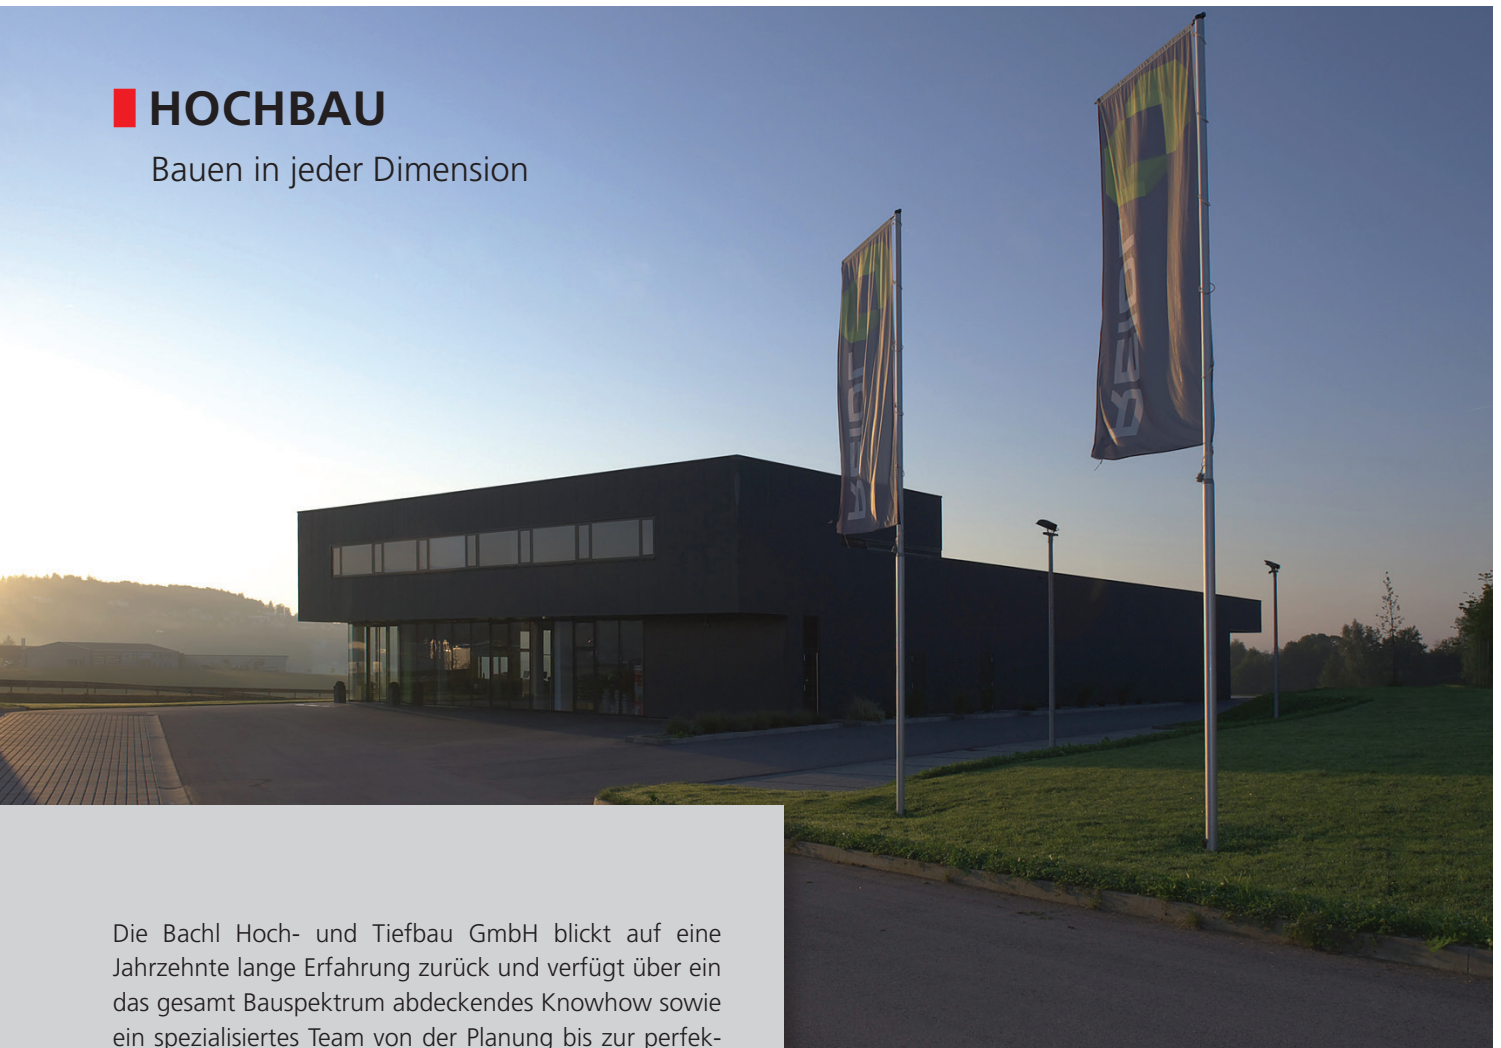 HOCHBAU
Bauen in jeder Dimension
Die Bachl Hoch- und Tiefbau GmbH blickt auf eine
Jahrzehnte lange Erfahrung zurück und verfügt über ein
das gesamt Bauspektrum abdeckendes Knowhow sowie
ein spezialisiertes Team von der Planung bis zur perfek-